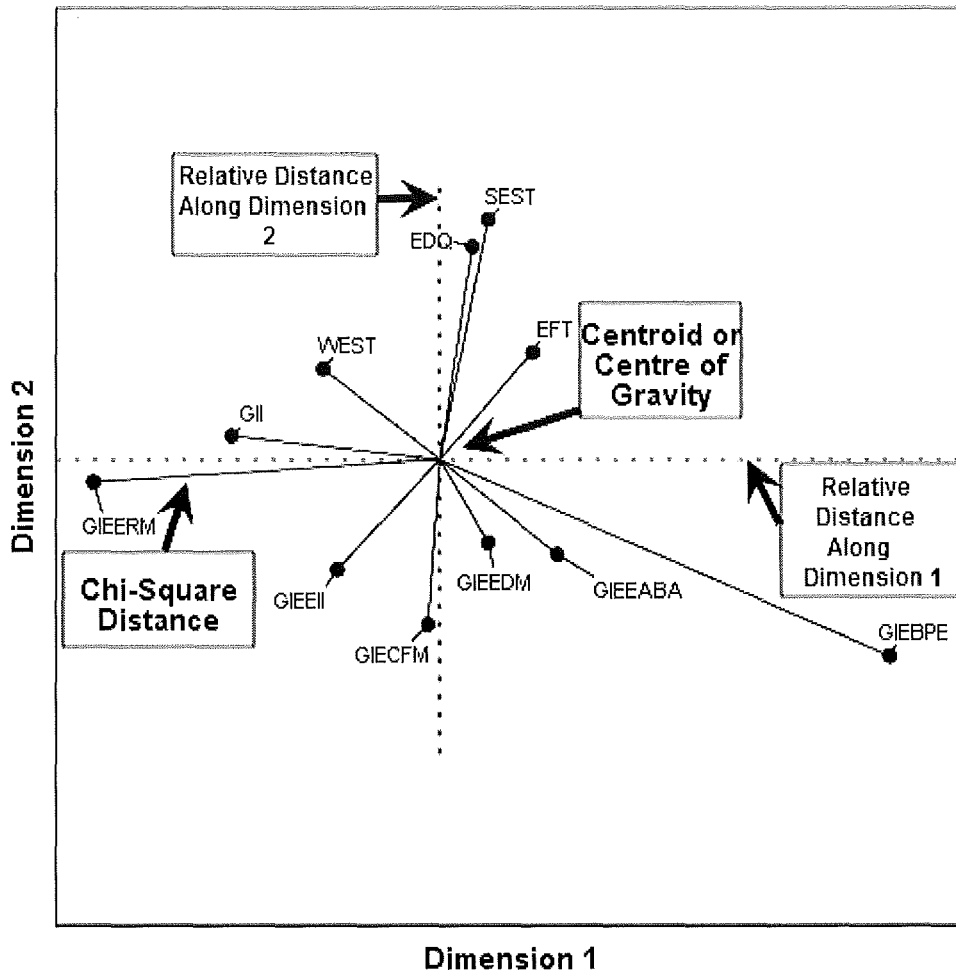 Relative Distance
Along Dimension
2
SEST
EDQ
EFT
Centroid or
Centre of
Gravity
WEST
GII
GIEERM
Chi-Square
Distance
GIEEII
GIECFM
GIEEDM
GIEEABA
GIEBPE
Relative
Distance
Along
Dimension 1
Dimension 2
Dimension 1